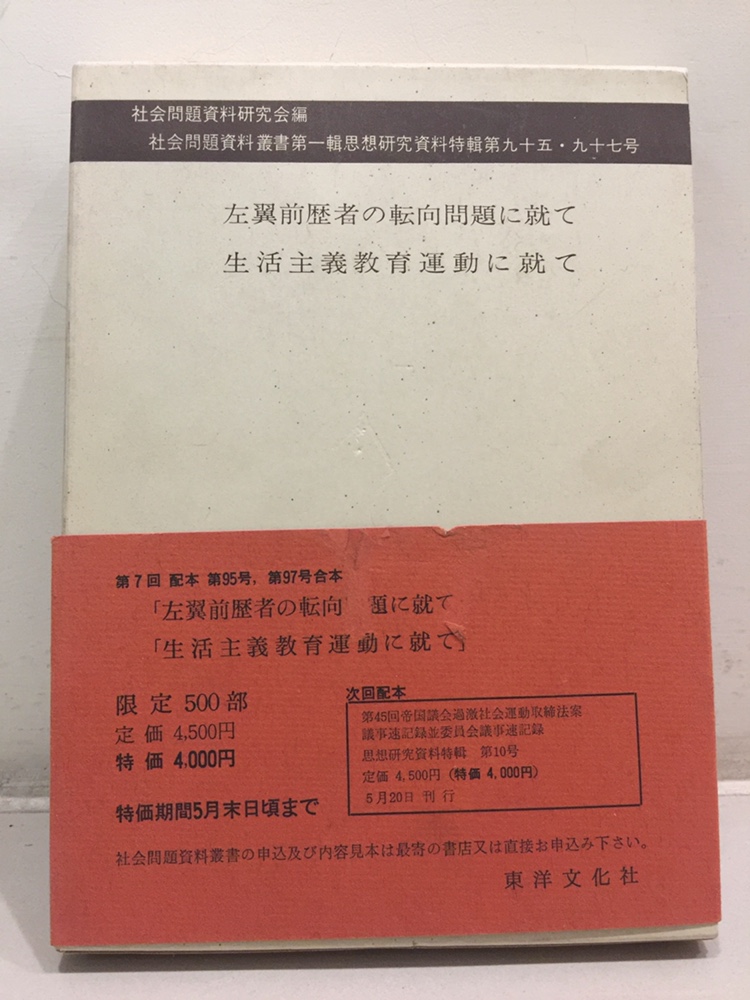 社会問題資料研究会編
社会問題資料叢書第一輯思想研究資料特輯第九十五・九十七号
左翼前歴者の転向問題に就て
生活主義教育運動に就て
第7回 配本 第95号，第97号合本
「左翼前歴者の転向 題に就て
「生活主義教育運動に就て」
限定 500部
定価 4,500円
特価 4,000円
特価期間5月末日頃まで
次回配本
第45回帝国議会過激社会運動取締法案
議事速記録並委員会議事速記録
思想研究資料特輯 第10号
定価 4,500円（特価 4,000円）
5月20日 刊行
社会問題資料叢書の申込及び内容見本は最寄の書店又は直接お申込み下さい。
東洋文化社